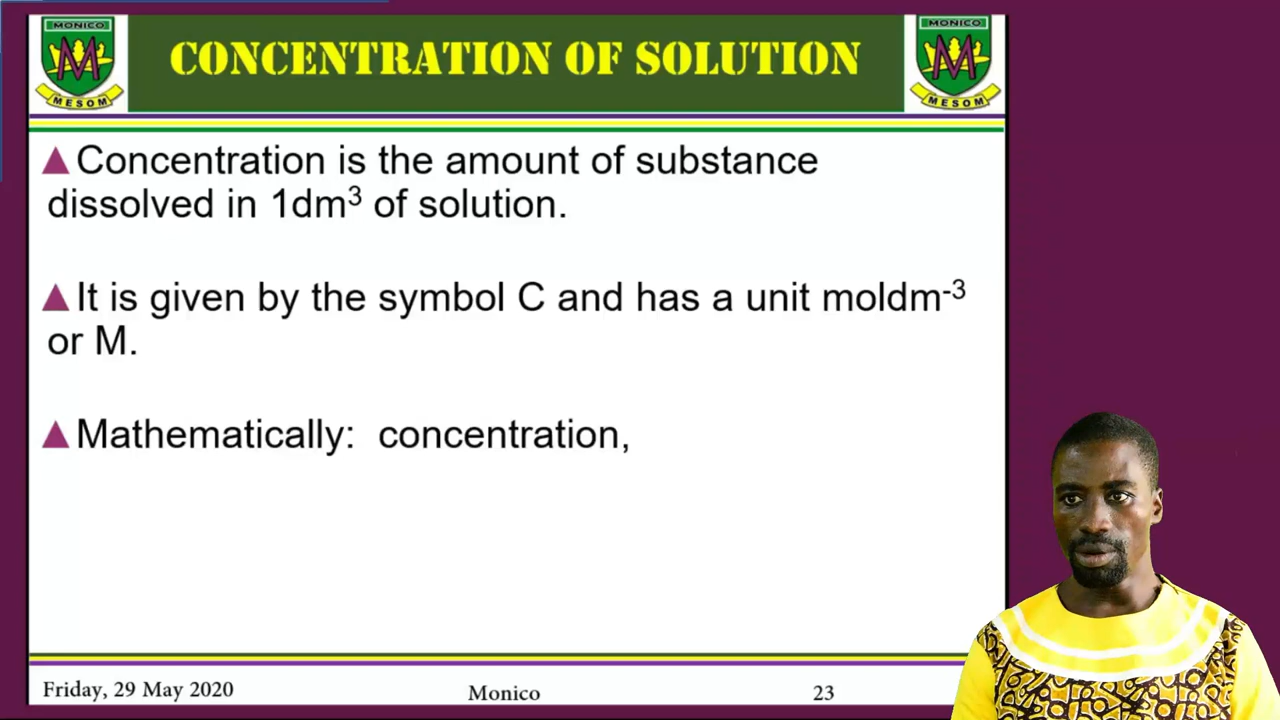 MONICO
MESOM
CONCENTRATION OF SOLUTION
MONICO
MESOM
▲Concentration is the amount of substance
dissolved in 1dm³ of solution.
▲It is given by the symbol C and has a unit moldm⁻³
or M.
▲Mathematically: concentration,
Friday, 29 May 2020
Monico
23